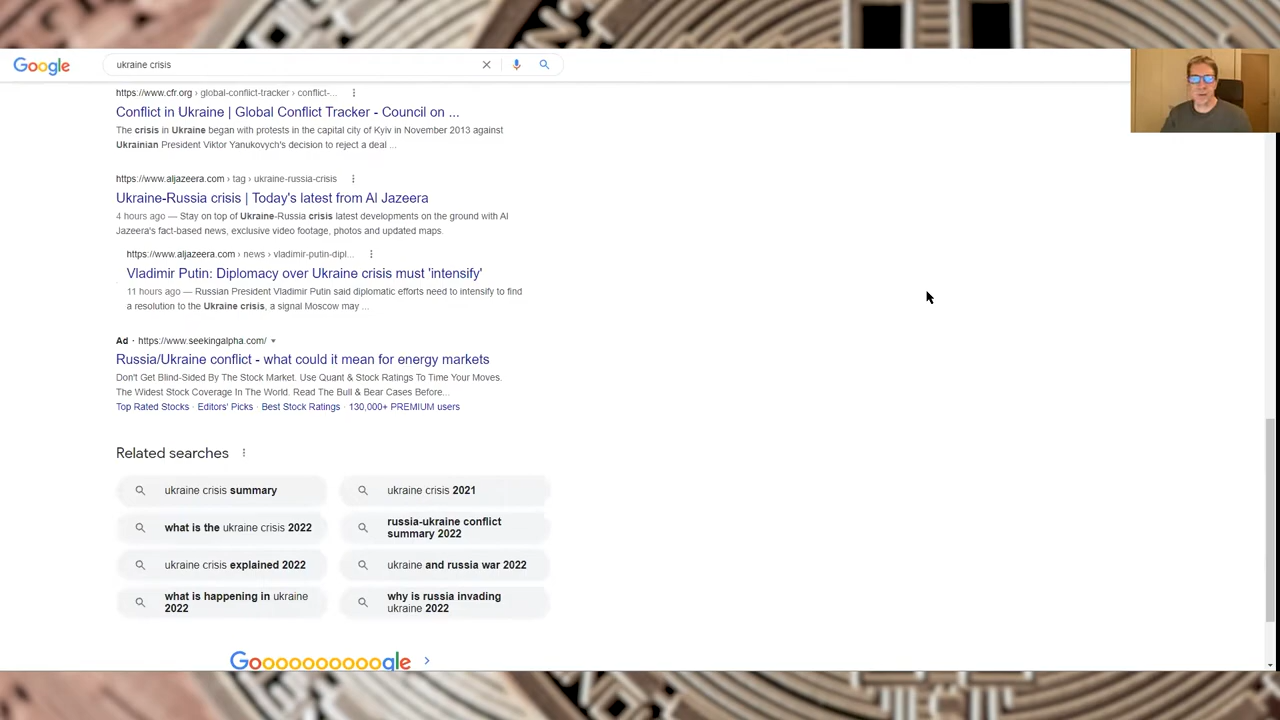 Google
ukraine crisis
https://www.cfr.org › global-conflict-tracker › conflict-...
Conflict in Ukraine | Global Conflict Tracker - Council on ...
The crisis in Ukraine began with protests in the capital city of Kyiv in November 2013 against
Ukrainian President Viktor Yanukovych's decision to reject a deal ...
https://www.aljazeera.com › tag › ukraine-russia-crisis
Ukraine-Russia crisis | Today's latest from Al Jazeera
4 hours ago — Stay on top of Ukraine-Russia crisis latest developments on the ground with Al
Jazeera's fact-based news, exclusive video footage, photos and updated maps.
https://www.aljazeera.com › news › vladimir-putin-dipl...
Vladimir Putin: Diplomacy over Ukraine crisis must 'intensify'
11 hours ago — Russian President Vladimir Putin said diplomatic efforts need to intensify to find
a resolution to the Ukraine crisis, a signal Moscow may ...
Ad · https://www.seekingalpha.com/
Russia/Ukraine conflict - what could it mean for energy markets
Don't Get Blind-Sided By The Stock Market. Use Quant & Stock Ratings To Time Your Moves.
The Widest Stock Coverage In The World. Read The Bull & Bear Cases Before...
Top Rated Stocks · Editors' Picks · Best Stock Ratings · 130,000+ PREMIUM users
Related searches
ukraine crisis summary
ukraine crisis 2021
what is the ukraine crisis 2022
russia-ukraine conflict
summary 2022
ukraine crisis explained 2022
ukraine and russia war 2022
what is happening in ukraine
2022
why is russia invading
ukraine 2022
Goooooooooogle